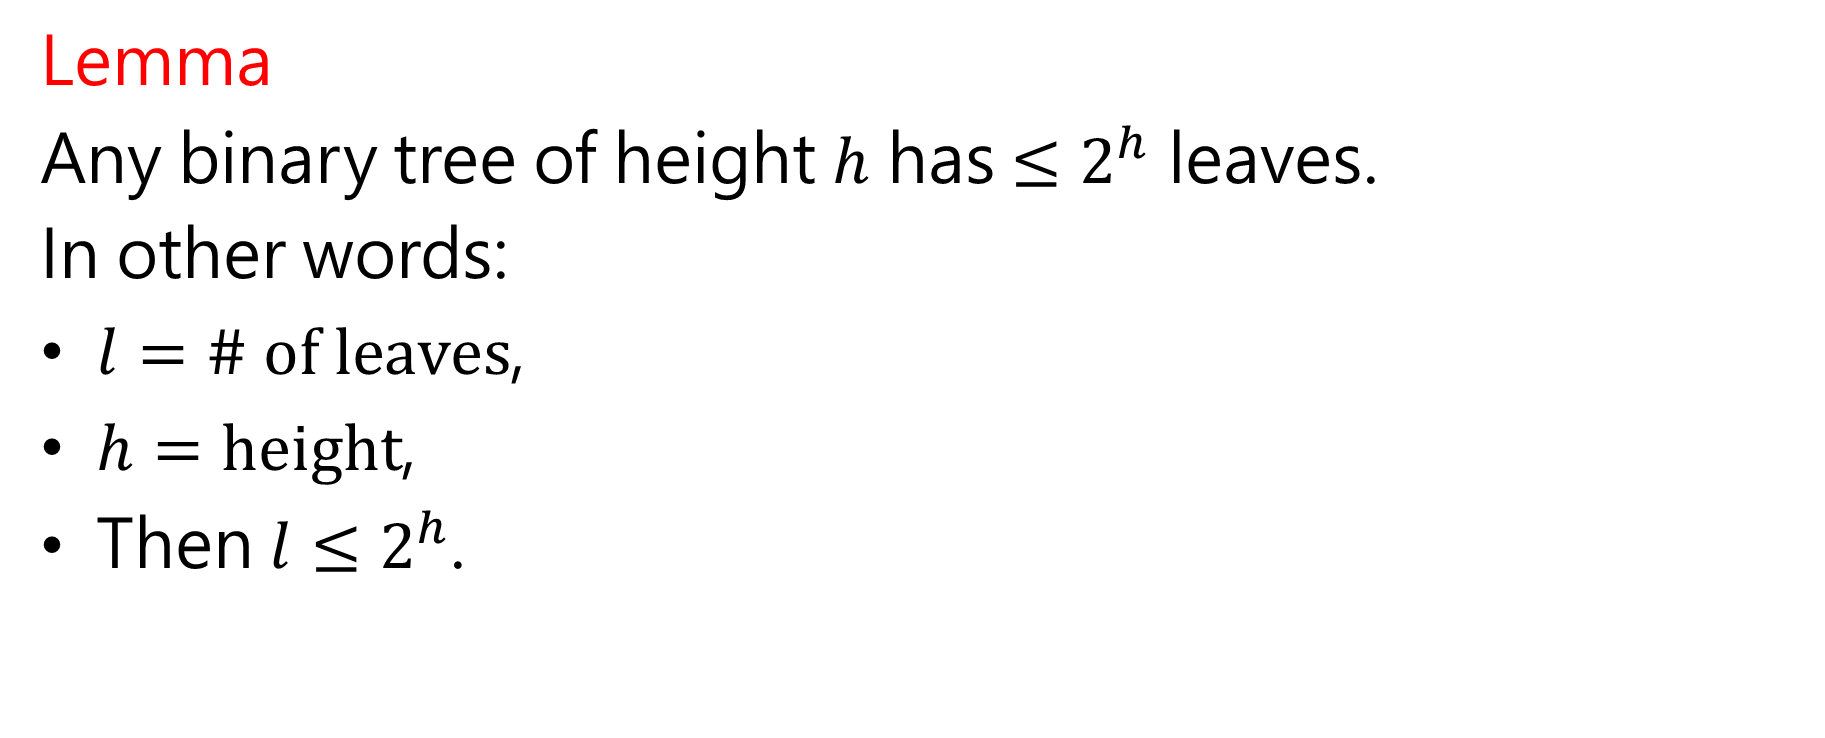 Lemma
Any binary tree of height ℎ has ≤ 2^ℎ leaves.
In other words:
• 𝑙 = # of leaves,
• ℎ = height,
• Then 𝑙 ≤ 2^ℎ.